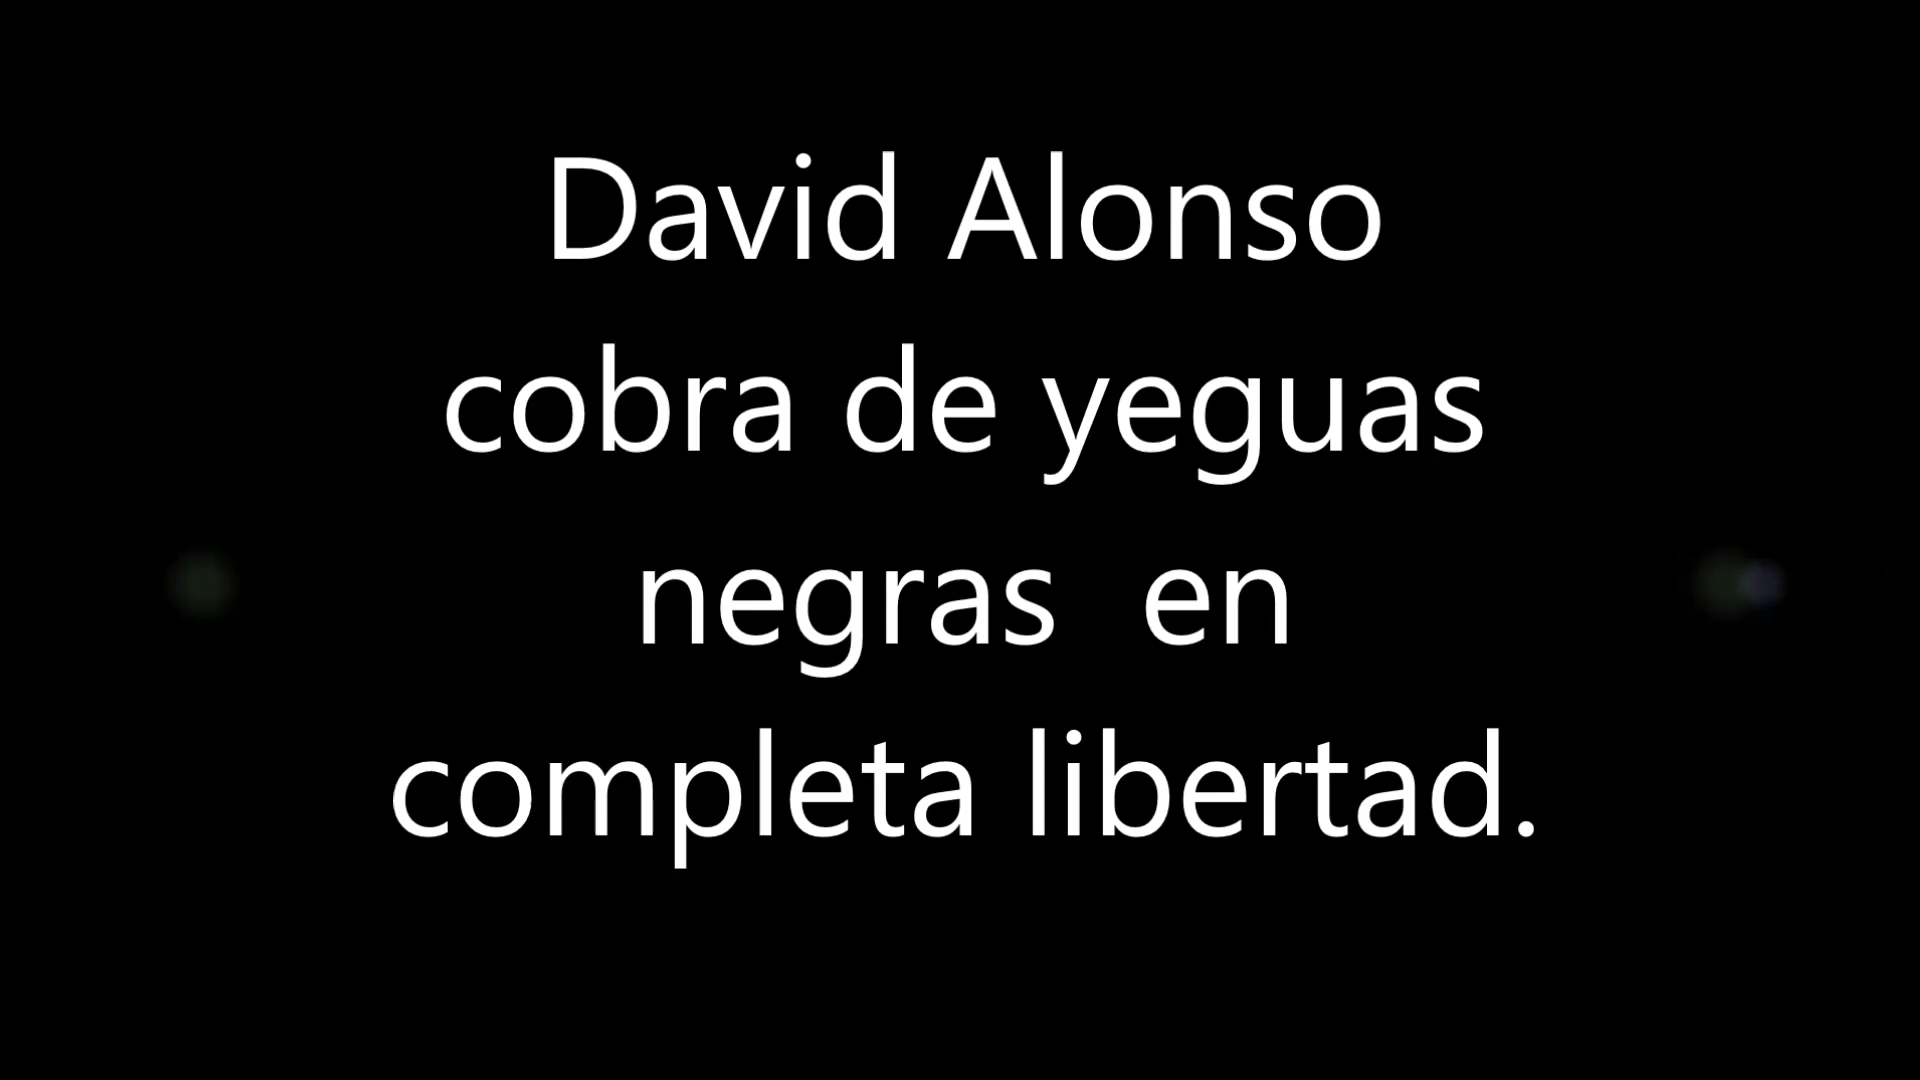 David Alonso
cobra de yeguas
negras  en
completa libertad.